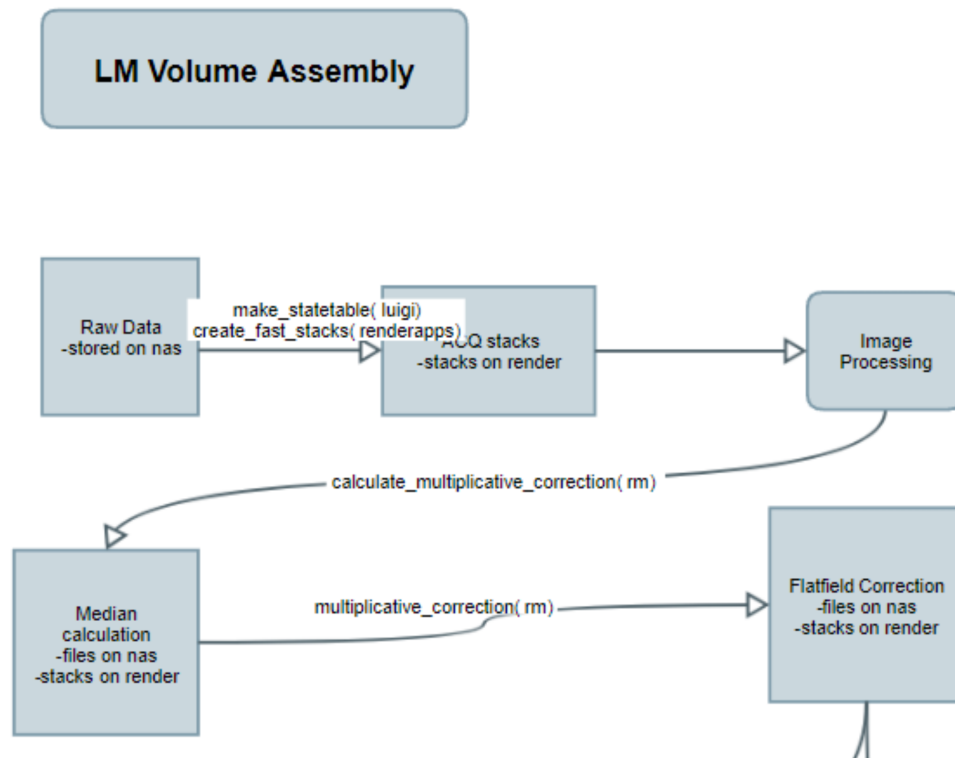 LM Volume Assembly
Raw Data
-stored on nas
make_statetable( luigi)
create_fast_stacks( renderapps)
ACQ stacks
-stacks on render
Image
Processing
calculate_multiplicative_correction( rm)
Median
calculation
-files on nas
-stacks on render
multiplicative_correction( rm)
Flatfield Correction
-files on nas
-stacks on render